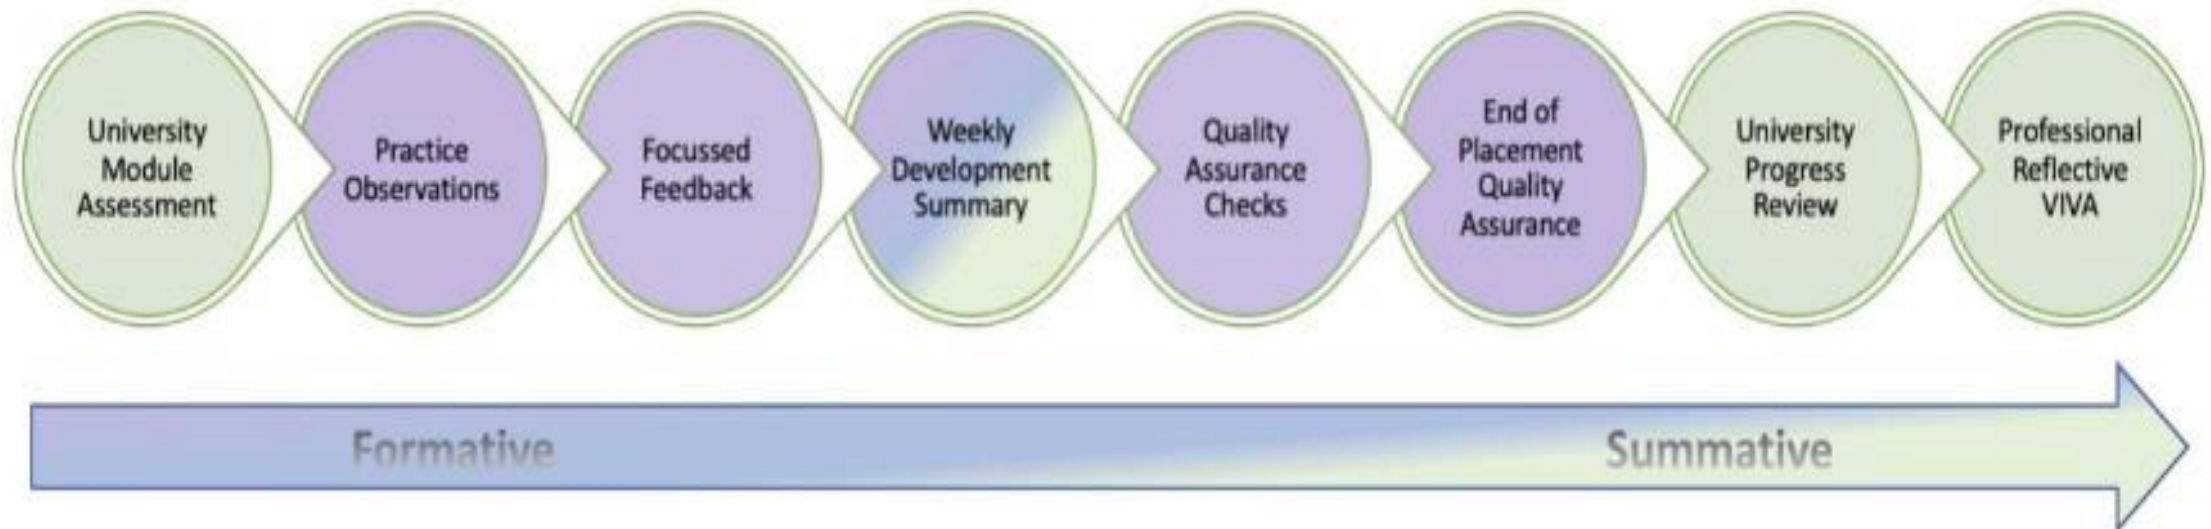 University
Module
Assessment
Practice
Observations
Focussed
Feedback
Weekly
Development
Summary
Quality
Assurance
Checks
End of
Placement
Quality
Assurance
University
Progress
Review
Professional
Reflective
VIVA
Formative
Summative